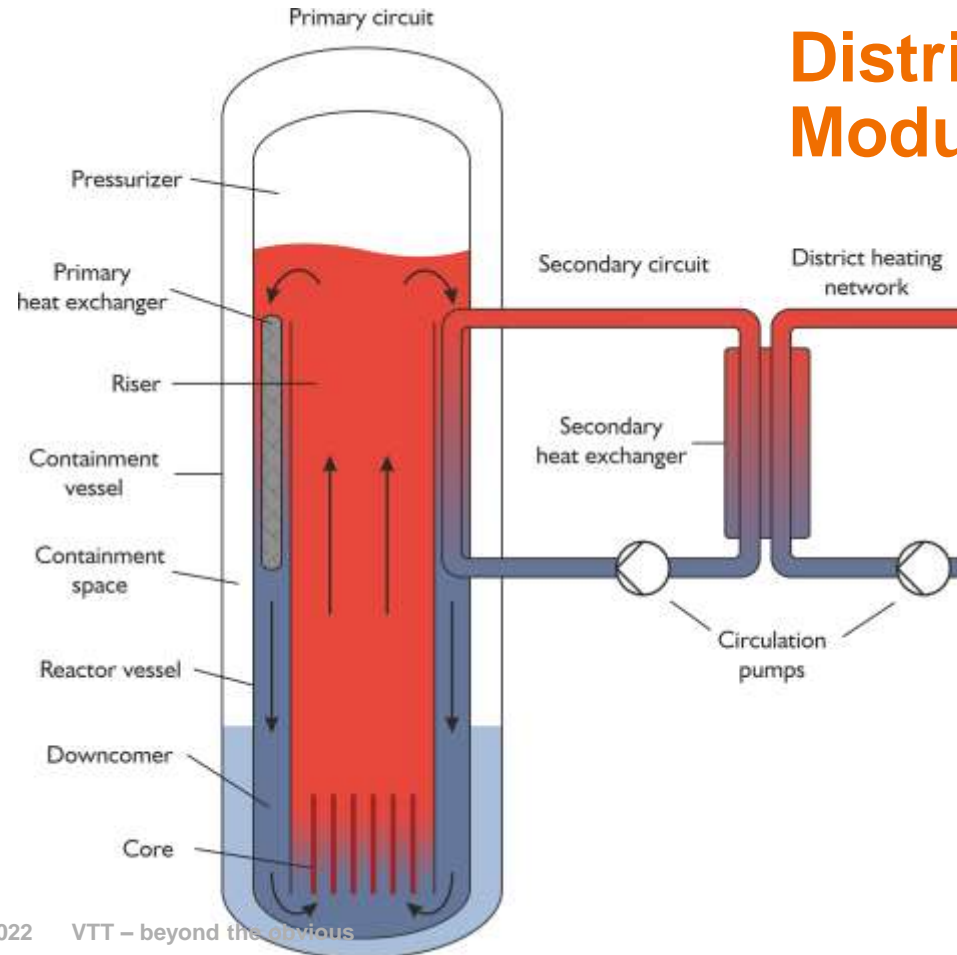 Primary circuit
Distri
Modu
Pressurizer
Primary
heat exchanger
Secondary circuit
District heating
network
Riser
Secondary
heat exchanger
Containment
vessel
Containment
space
Circulation
pumps
Reactor vessel
Downcomer
Core
022 VTT – beyond the obvious